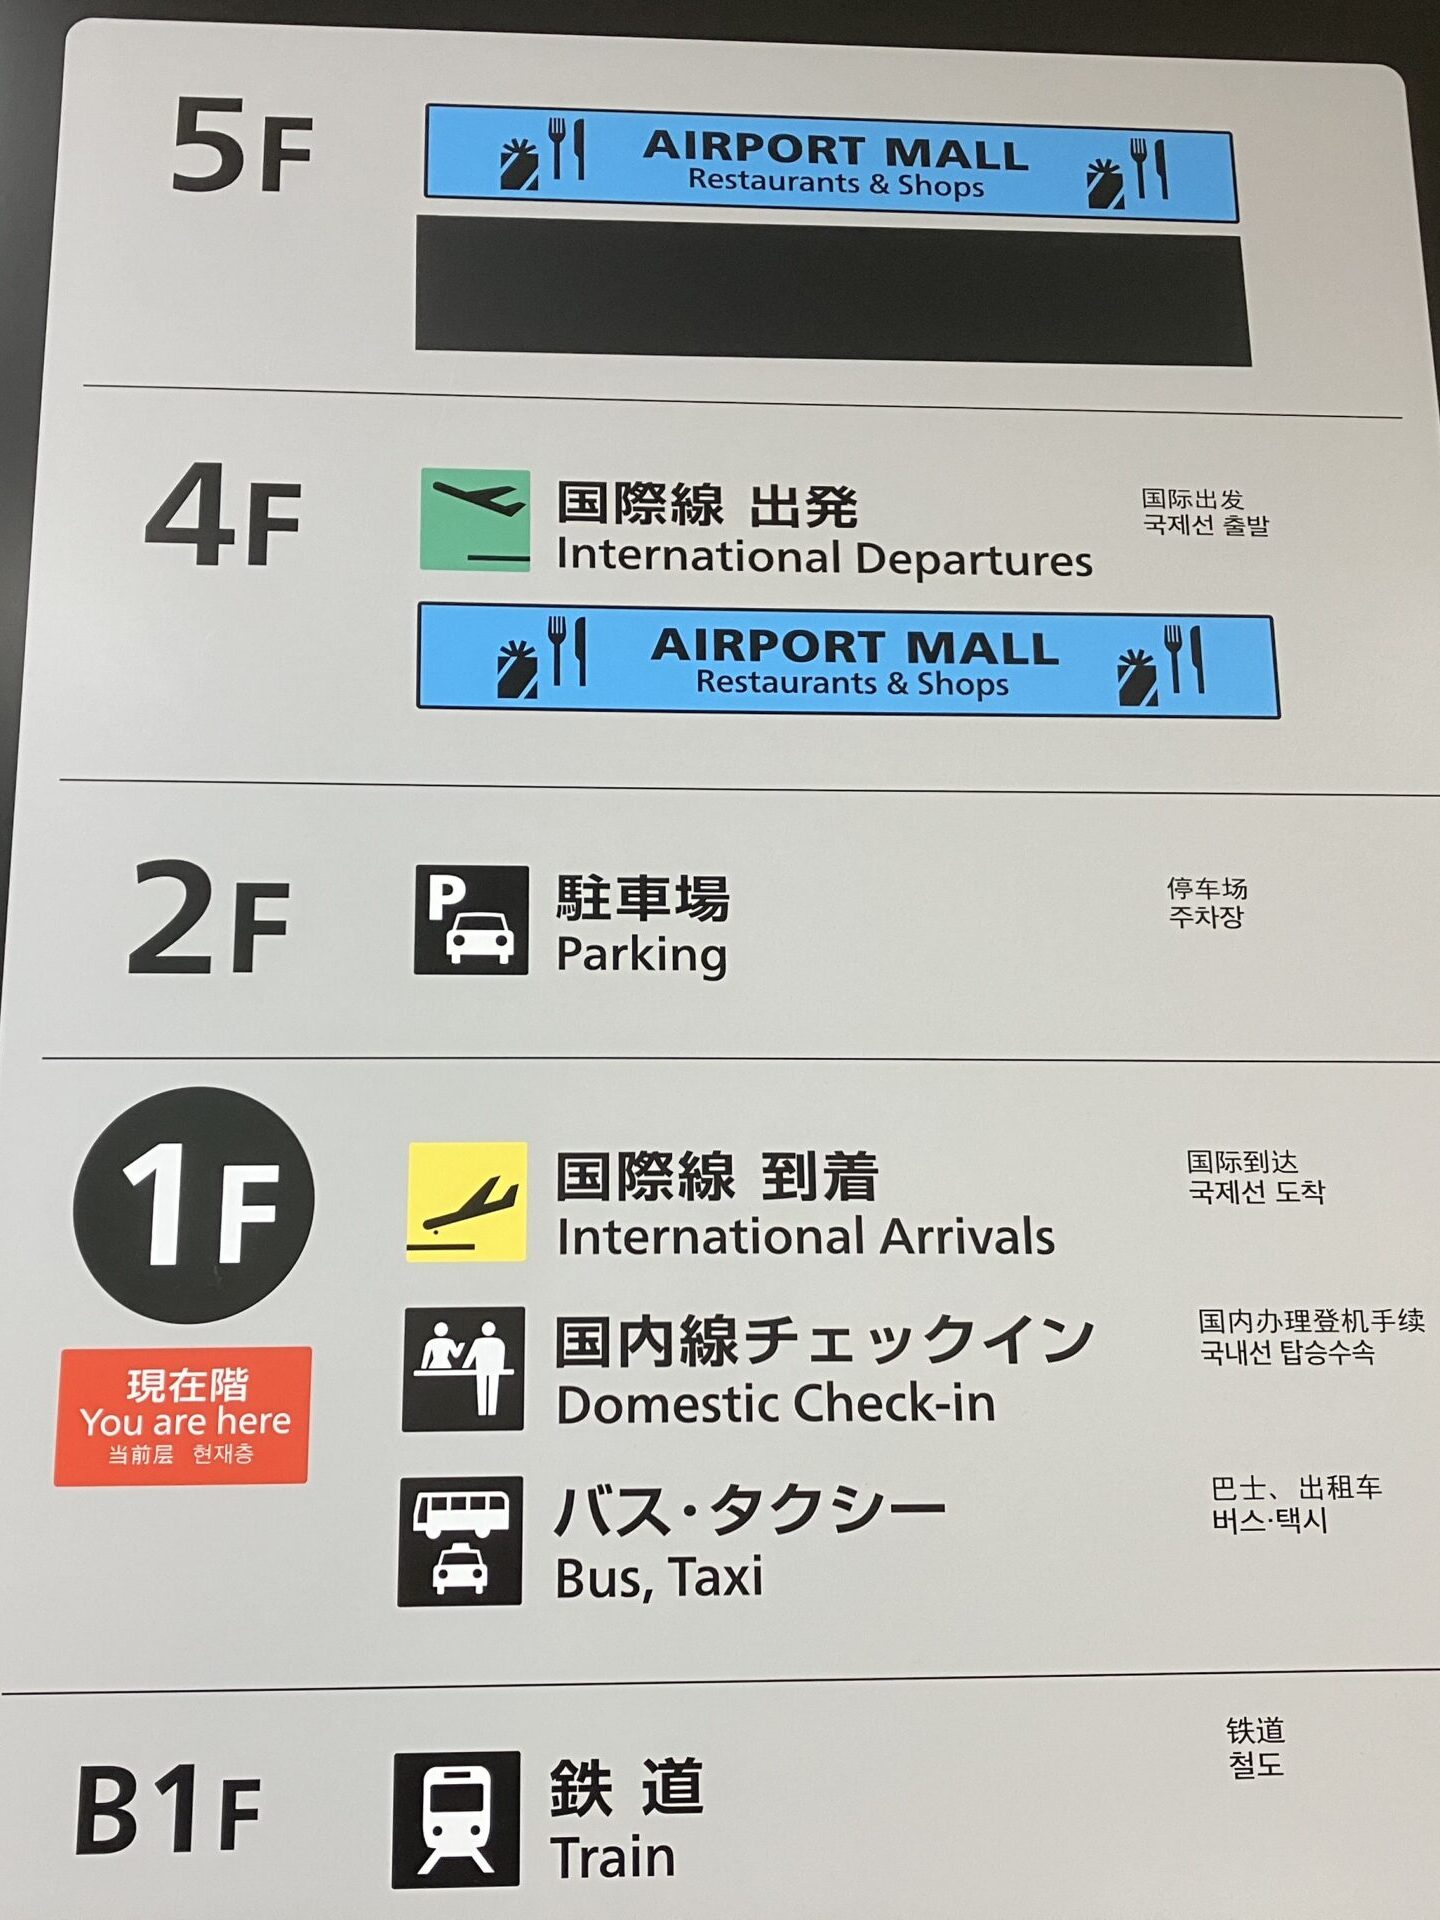 5F
AIRPORT MALL
Restaurants & Shops
4F
国際線 出発
International Departures
国际出发
국제선 출발
AIRPORT MALL
Restaurants & Shops
2F
P
駐車場
Parking
停车场
주차장
1F
現在階
You are here
当前层 현재층
国際線 到着
International Arrivals
国际到达
국제선 도착
国内線チェックイン
Domestic Check-in
国内办理登机手续
국내선 탑승수속
バス・タクシー
Bus, Taxi
巴士、出租车
버스·택시
B1F
鉄道
Train
铁道
철도